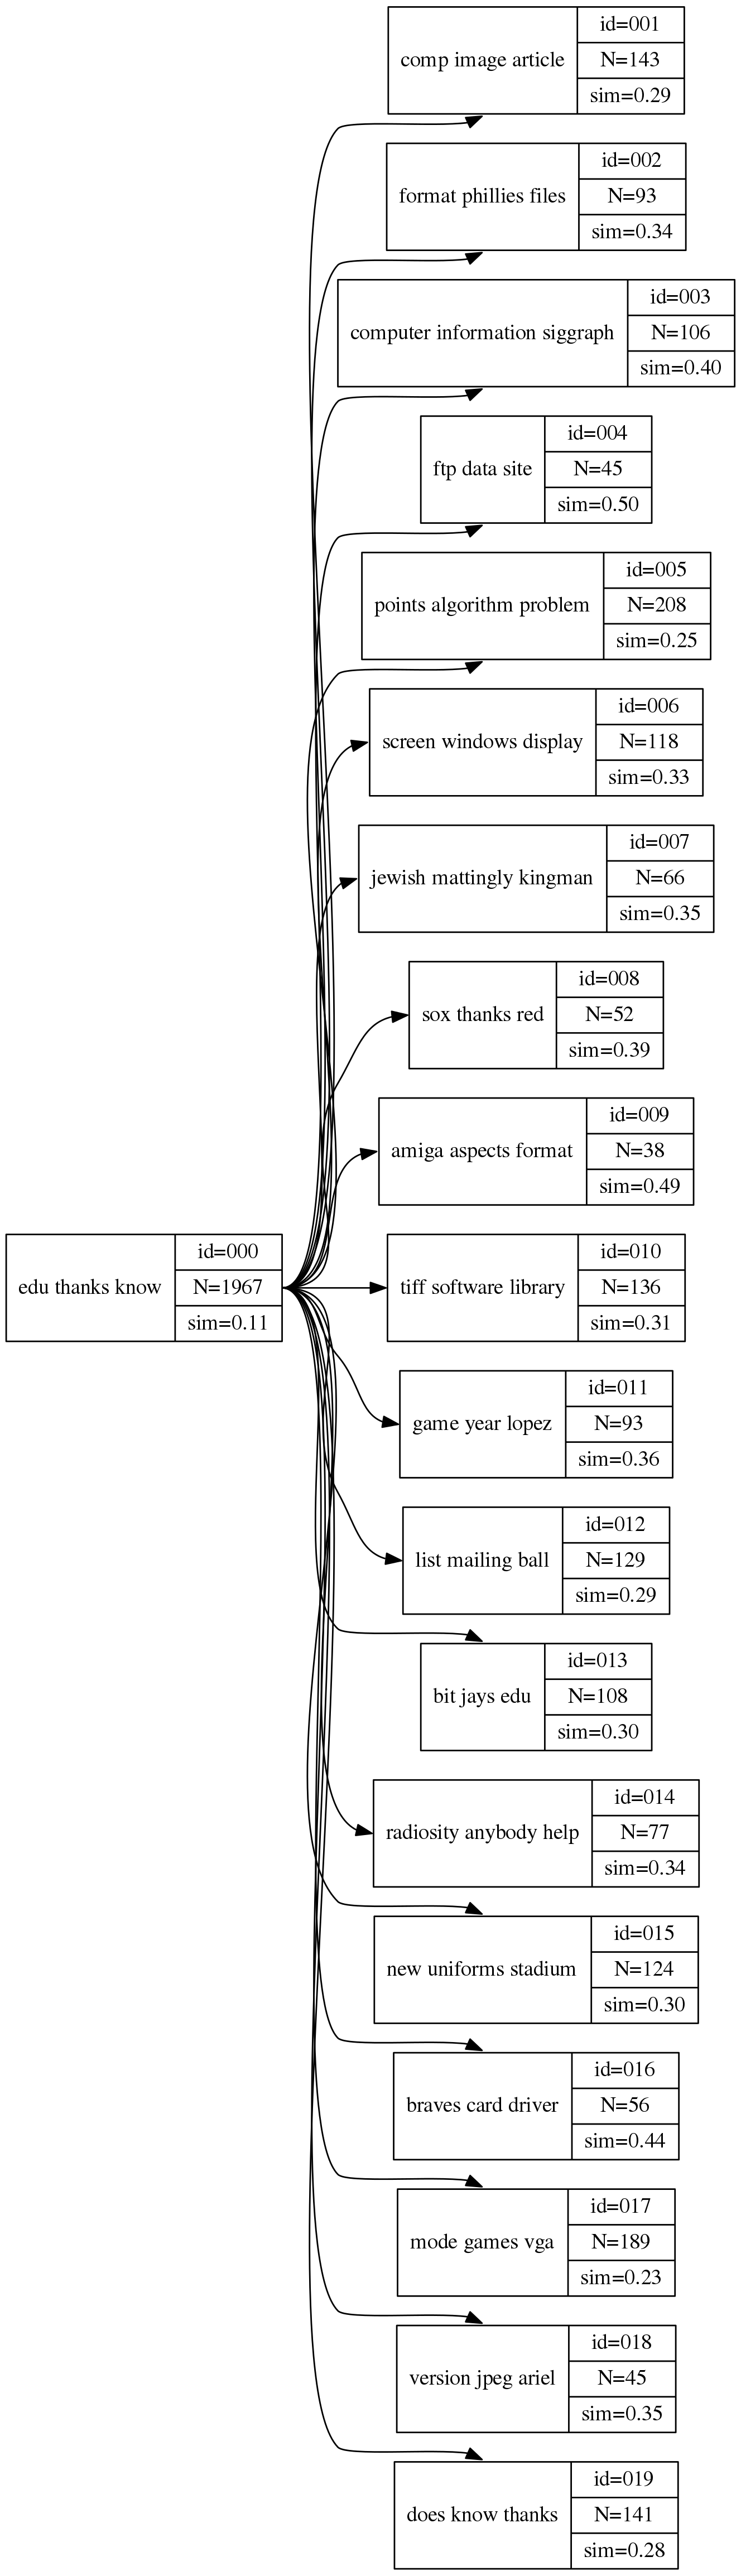 comp image article
id=001
N=143
sim=0.29
format phillies files
id=002
N=93
sim=0.34
computer information siggraph
id=003
N=106
sim=0.40
ftp data site
id=004
N=45
sim=0.50
points algorithm problem
id=005
N=208
sim=0.25
screen windows display
id=006
N=118
sim=0.33
jewish mattingly kingman
id=007
N=66
sim=0.35
sox thanks red
id=008
N=52
sim=0.39
amiga aspects format
id=009
N=38
sim=0.49
edu thanks know
id=000
N=1967
sim=0.11
tiff software library
id=010
N=136
sim=0.31
game year lopez
id=011
N=93
sim=0.36
list mailing ball
id=012
N=129
sim=0.29
bit jays edu
id=013
N=108
sim=0.30
radiosity anybody help
id=014
N=77
sim=0.34
new uniforms stadium
id=015
N=124
sim=0.30
braves card driver
id=016
N=56
sim=0.44
mode games vga
id=017
N=189
sim=0.23
version jpeg ariel
id=018
N=45
sim=0.35
does know thanks
id=019
N=141
sim=0.28